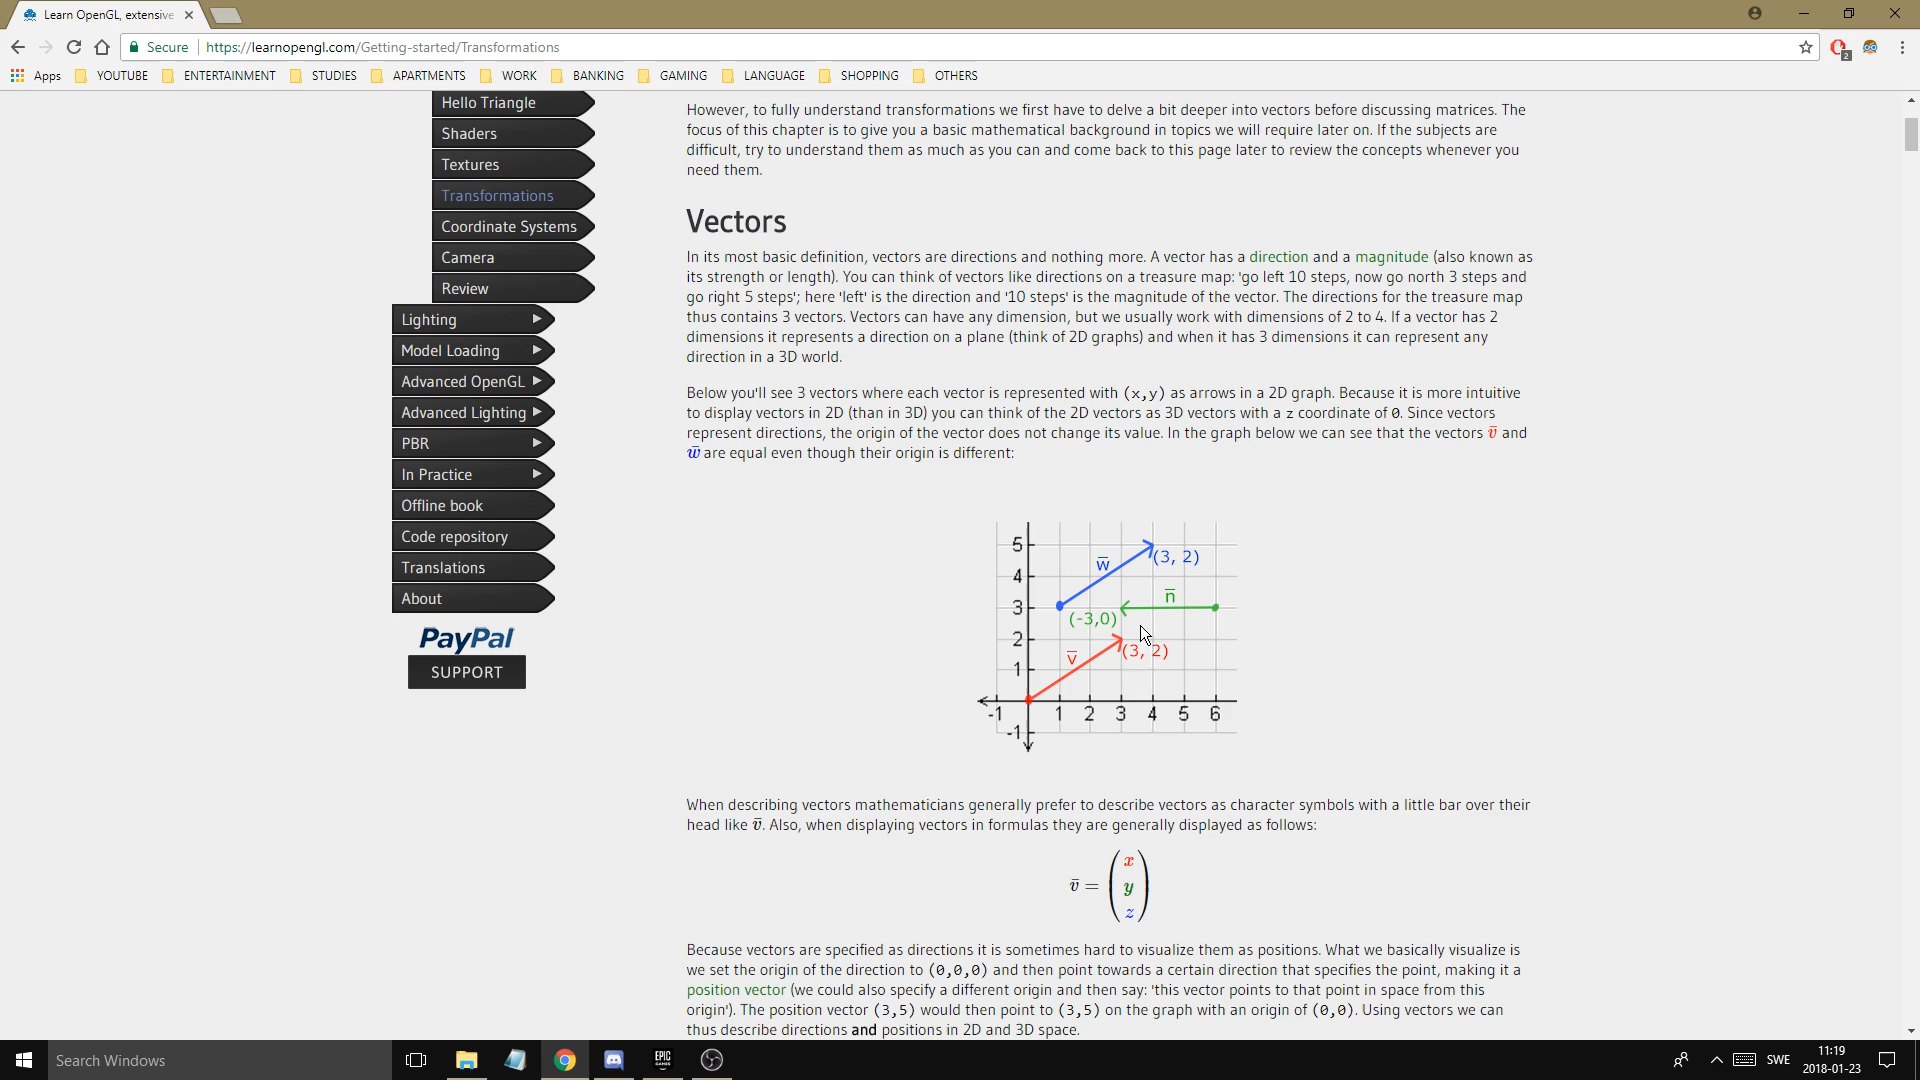 Learn OpenGL, extensive
Secure https://learnopengl.com/Getting-started/Transformations
2
Apps YOUTUBE ENTERTAINMENT STUDIES APARTMENTS WORK BANKING GAMING LANGUAGE SHOPPING OTHERS
Hello Triangle
Shaders
Textures
Transformations
Coordinate Systems
Camera
Review
Lighting
Model Loading
Advanced OpenGL
Advanced Lighting
PBR
In Practice
Offline book
Code repository
Translations
About
PayPal
SUPPORT
However, to fully understand transformations we first have to delve a bit deeper into vectors before discussing matrices. The
focus of this chapter is to give you a basic mathematical background in topics we will require later on. If the subjects are
difficult, try to understand them as much as you can and come back to this page later to review the concepts whenever you
need them.
Vectors
In its most basic definition, vectors are directions and nothing more. A vector has a direction and a magnitude (also known as
its strength or length). You can think of vectors like directions on a treasure map: 'go left 10 steps, now go north 3 steps and
go right 5 steps'; here 'left' is the direction and '10 steps' is the magnitude of the vector. The directions for the treasure map
thus contains 3 vectors. Vectors can have any dimension, but we usually work with dimensions of 2 to 4. If a vector has 2
dimensions it represents a direction on a plane (think of 2D graphs) and when it has 3 dimensions it can represent any
direction in a 3D world.
Below you'll see 3 vectors where each vector is represented with (x,y) as arrows in a 2D graph. Because it is more intuitive
to display vectors in 2D (than in 3D) you can think of the 2D vectors as 3D vectors with a z coordinate of 0. Since vectors
represent directions, the origin of the vector does not change its value. In the graph below we can see that the vectors v̄ and
w̄ are equal even though their origin is different:
5
w̄ (3, 2)
4
n̄
3
(-3,0)
2
v̄ (3, 2)
1
-1 1 2 3 4 5 6
-1
When describing vectors mathematicians generally prefer to describe vectors as character symbols with a little bar over their
head like v̄. Also, when displaying vectors in formulas they are generally displayed as follows:
x
v̄ = y
z
Because vectors are specified as directions it is sometimes hard to visualize them as positions. What we basically visualize is
we set the origin of the direction to (0,0,0) and then point towards a certain direction that specifies the point, making it a
position vector (we could also specify a different origin and then say: 'this vector points to that point in space from this
origin'). The position vector (3,5) would then point to (3,5) on the graph with an origin of (0,0). Using vectors we can
thus describe directions and positions in 2D and 3D space.
Search Windows
EPIC
GAMES
SWE
11:19
2018-01-23